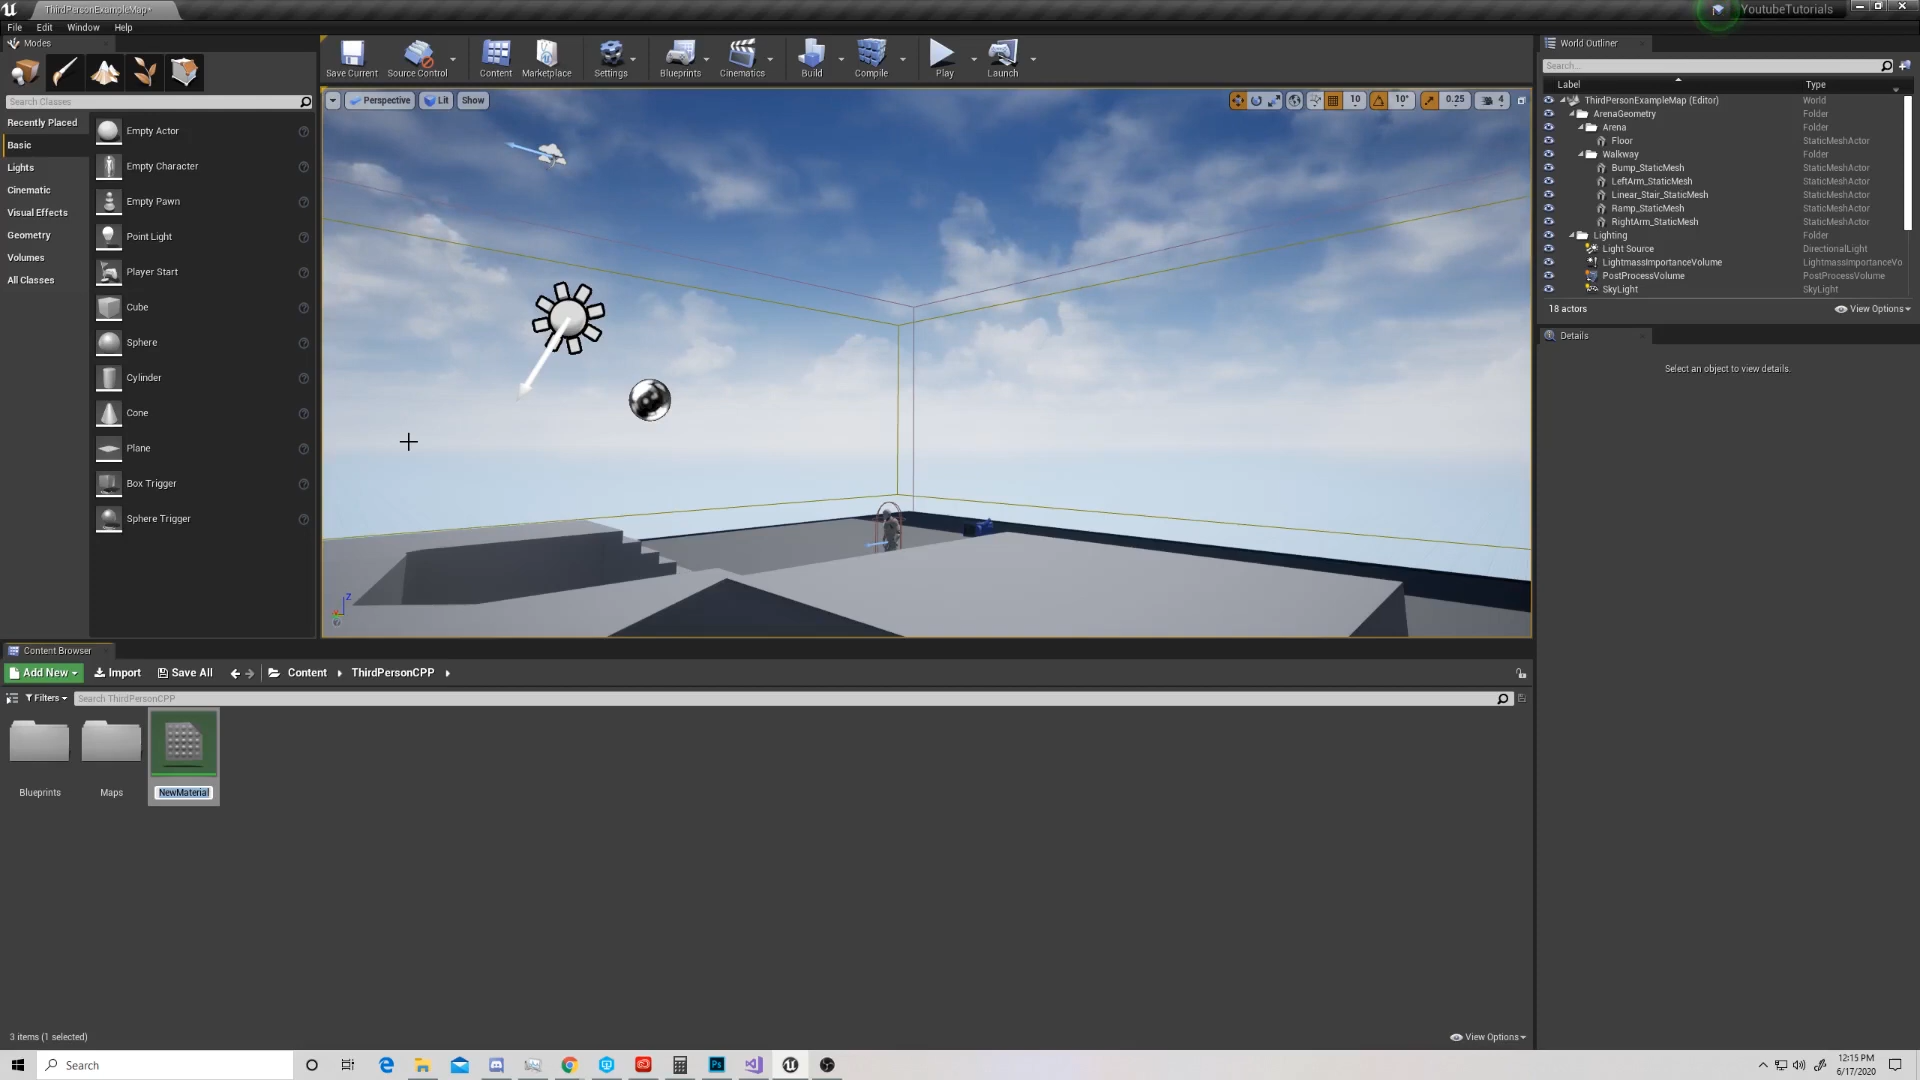 ThirdPersonExampleMap*
YoutubeTutorials
File Edit Window Help
Modes
Search Classes
Recently Placed
Basic
Lights
Cinematic
Visual Effects
Geometry
Volumes
All Classes
Empty Actor
Empty Character
Empty Pawn
Point Light
Player Start
Cube
Sphere
Cylinder
Cone
Plane
Box Trigger
Sphere Trigger
Save Current Source Control Content Marketplace Settings Blueprints Cinematics Build Compile Play Launch
Perspective Lit Show
10 10° 0.25 4
Z
World Outliner
Search...
Label Type
ThirdPersonExampleMap (Editor) World
ArenaGeometry Folder
Arena Folder
Floor StaticMeshActor
Walkway Folder
Bump_StaticMesh StaticMeshActor
LeftArm_StaticMesh StaticMeshActor
Linear_Stair_StaticMesh StaticMeshActor
Ramp_StaticMesh StaticMeshActor
RightArm_StaticMesh StaticMeshActor
Lighting Folder
Light Source DirectionalLight
LightmassImportanceVolume LightmassImportanceVo
PostProcessVolume PostProcessVolume
SkyLight SkyLight
18 actors View Options
Details
Select an object to view details.
Content Browser
Add New Import Save All Content ThirdPersonCPP
Filters Search ThirdPersonCPP
Blueprints Maps NewMaterial
3 items (1 selected) View Options
Search
Ps
12:15 PM
6/17/2020